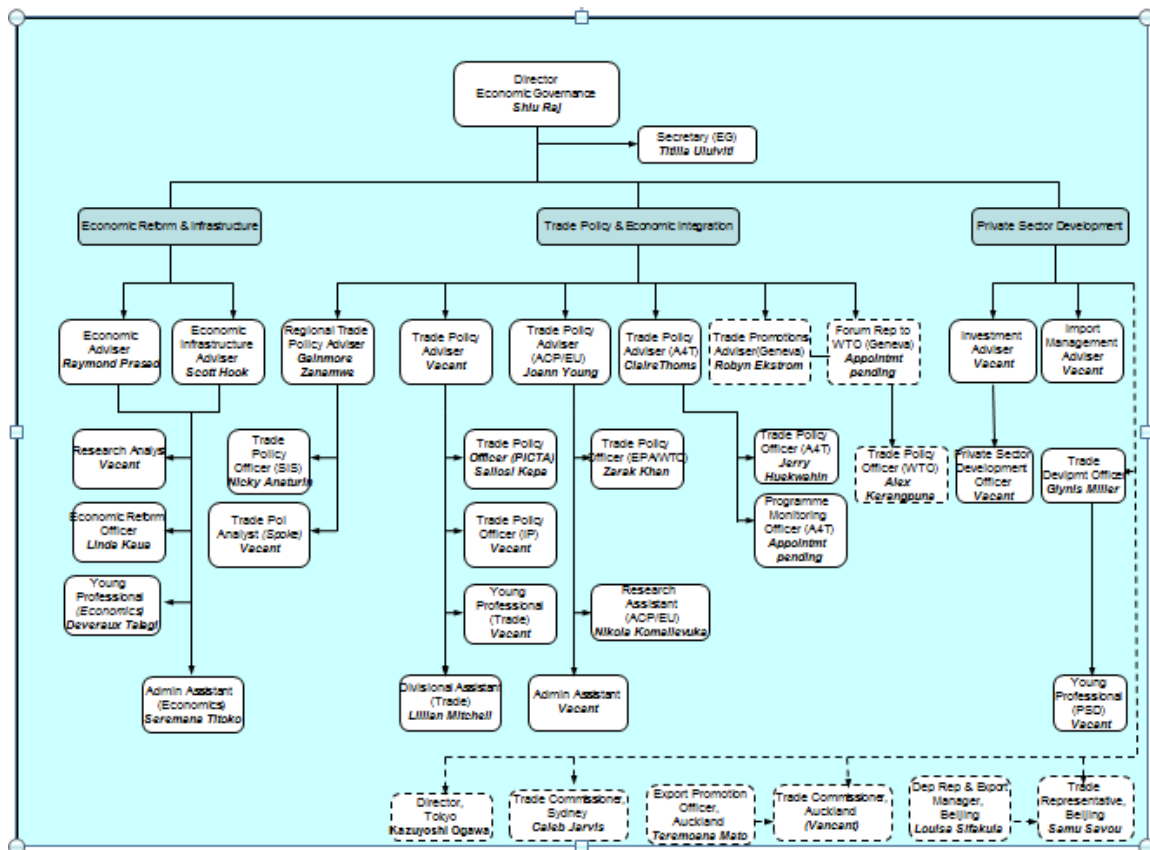 Director
Economic Governance
Shiu Raj
Secretary (EG)
Titilia Uluiviti
Economic Reform & Infrastructure
Trade Policy & Economic Integration
Private Sector Development
Economic
Adviser
Raymond Prasad
Economic
Infrastructure
Adviser
Scott Hook
Regional Trade
Policy Adviser
Gainmore
Zanamwe
Trade Policy
Adviser
Vacant
Trade Policy
Adviser
(ACP/EU)
Joann Young
Trade Policy
Adviser (A4T)
Claire Thoms
Trade Promotions
Adviser(Geneva)
Robyn Ekstrom
Forum Rep to
WTO (Geneva)
Appointmt
pending
Investment
Adviser
Vacant
Import
Management
Adviser
Vacant
Research Analyst
Vacant
Trade
Policy
Officer (SIS)
Nicky Anaturin
Trade Policy
Officer (PICTA)
Sailosi Kepa
Trade Policy
Officer (EPA/WTO)
Zarak Khan
Trade Policy
Officer (A4T)
Jerry
Huekwahin
Trade Policy
Officer (WTO)
Alex
Kerangpuna
Private Sector
Development
Officer
Vacant
Trade
Devlpmt Officer
Glynis Miller
Economic Reform
Officer
Linda Kaua
Trade Pol
Analyst (Spoke)
Vacant
Trade Policy
Officer (IP)
Vacant
Programme
Monitoring
Officer (A4T)
Appointmt
pending
Young
Professional
(Economics)
Deveraux Talagi
Young
Professional
(Trade)
Vacant
Research
Assistant
(ACP/EU)
Nikola Komailevuka
Admin Assistant
(Economics)
Seremana Titoko
Divisional Assistant
(Trade)
Lillian Mitchell
Admin Assistant
Vacant
Young
Professional
(PSD)
Vacant
Director,
Tokyo
Kazuyoshi Ogawa
Trade Commissioner,
Sydney
Caleb Jarvis
Export Promotion
Officer,
Auckland
Teremoana Mato
Trade Commissioner,
Auckland
(Vancant)
Dep Rep & Export
Manager,
Beijing
Louisa Sifakula
Trade
Representative,
Beijing
Samu Savou